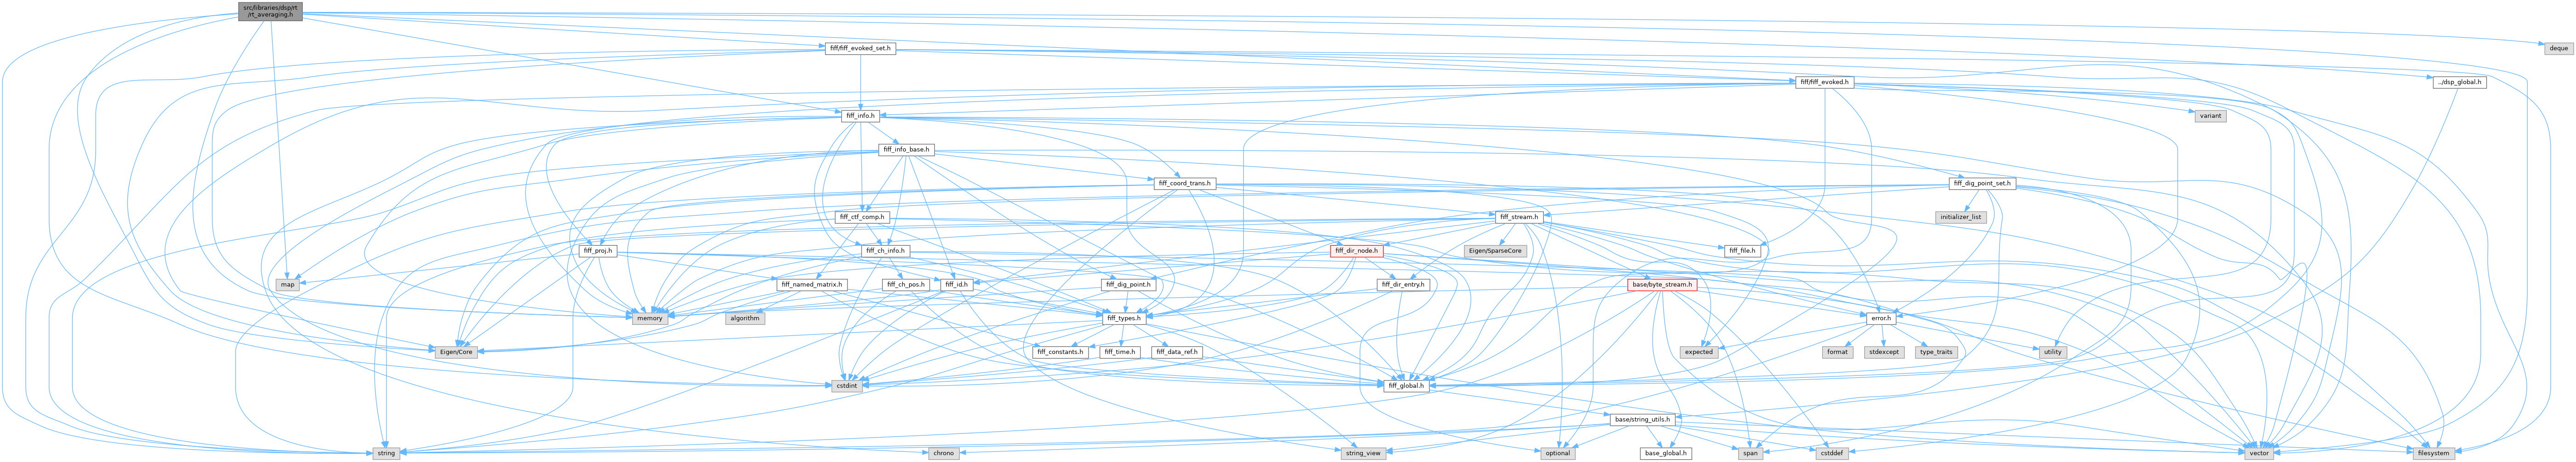 src/libraries/dsp/rt
/rt_averaging.h
fiff/fiff_evoked_set.h
deque
fiff/fiff_evoked.h
../dsp_global.h
fiff_info.h
variant
fiff_info_base.h
fiff_coord_trans.h
fiff_dig_point_set.h
fiff_ctf_comp.h
fiff_stream.h
initializer_list
fiff_proj.h
fiff_ch_info.h
fiff_dir_node.h
Eigen/SparseCore
fiff_file.h
map
fiff_named_matrix.h
fiff_ch_pos.h
fiff_id.h
fiff_dig_point.h
fiff_dir_entry.h
base/byte_stream.h
memory
algorithm
fiff_types.h
error.h
Eigen/Core
fiff_constants.h
fiff_time.h
fiff_data_ref.h
expected
format
stdexcept
type_traits
utility
cstdint
fiff_global.h
base/string_utils.h
string
chrono
string_view
optional
base_global.h
span
cstddef
vector
filesystem